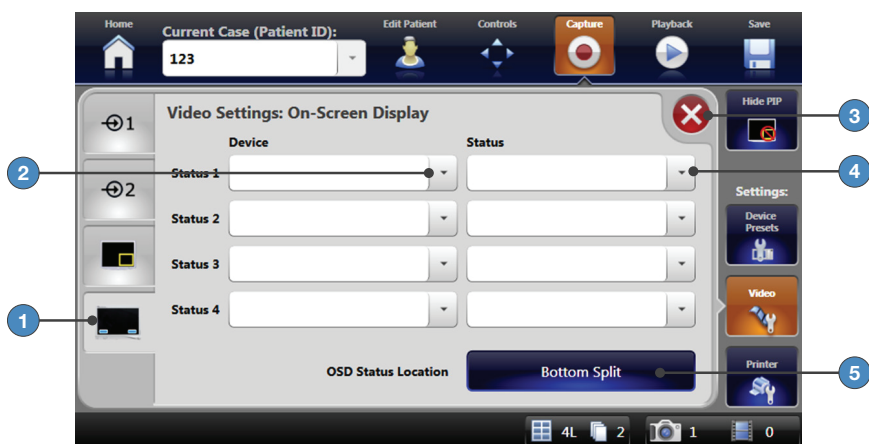 Home
Current Case (Patient ID):
123
Edit Patient
Controls
Capture
Playback
Save
1
Video Settings: On-Screen Display
Hide PIP
3
Device
Status
2
Status 1
4
2
Settings:
Status 2
Device
Presets
Status 3
Video
1
Status 4
Printer
OSD Status Location
Bottom Split
5
4L
2
1
0